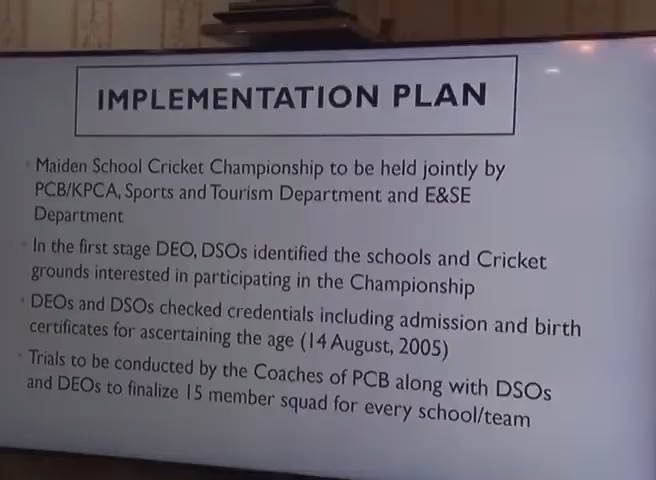 IMPLEMENTATION PLAN
Maiden School Cricket Championship to be held jointly by
PCB/KPCA, Sports and Tourism Department and E&SE
Department
In the first stage DEO, DSOs identified the schools and Cricket
grounds interested in participating in the Championship
DEOs and DSOs checked credentials including admission and birth
certificates for ascertaining the age (14 August, 2005)
Trials to be conducted by the Coaches of PCB along with DSOs
and DEOs to finalize 15 member squad for every school/team